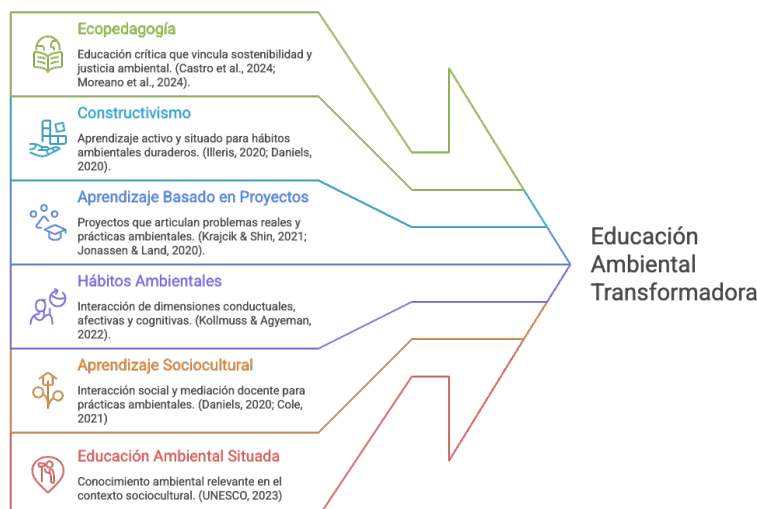 Ecopedagogía
Educación crítica que vincula sostenibilidad y
justicia ambiental. (Castro et al., 2024;
Moreano et al., 2024).
Constructivismo
Aprendizaje activo y situado para hábitos
ambientales duraderos. (Illeris, 2020; Daniels,
2020).
Aprendizaje Basado en Proyectos
Proyectos que articulan problemas reales y
prácticas ambientales. (Krajcik & Shin, 2021;
Jonassen & Land, 2020).
Hábitos Ambientales
Interacción de dimensiones conductuales,
afectivas y cognitivas. (Kollmuss & Agyeman,
2022).
Aprendizaje Sociocultural
Interacción social y mediación docente para
prácticas ambientales. (Daniels, 2020; Cole,
2021)
Educación Ambiental Situada
Conocimiento ambiental relevante en el
contexto sociocultural. (UNESCO, 2023)
Educación
Ambiental
Transformadora